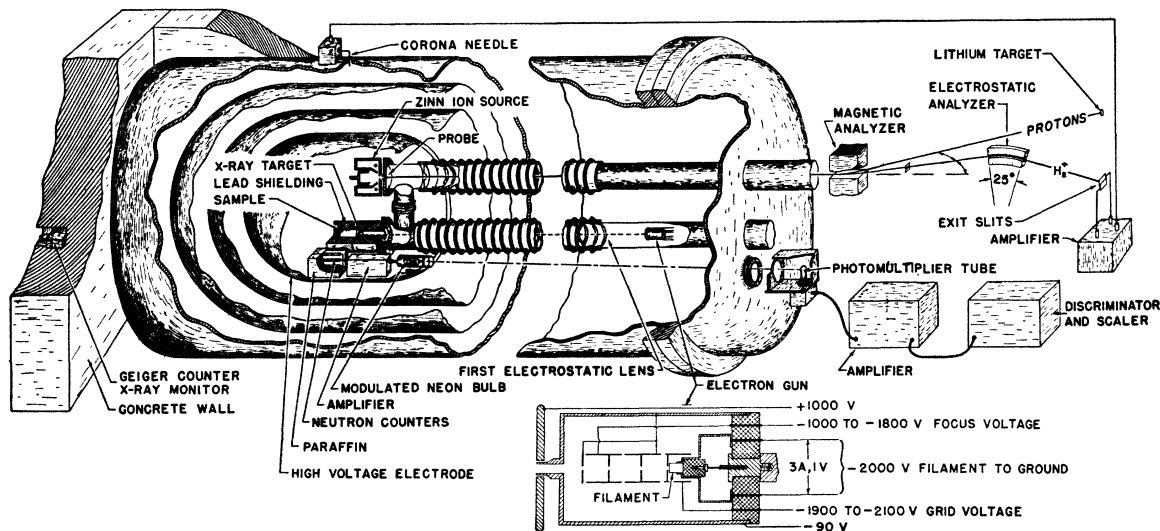 CORONA NEEDLE
ZINN ION SOURCE
PROBE
X-RAY TARGET
LEAD SHIELDING
SAMPLE
MAGNETIC
ANALYZER
LITHIUM TARGET
ELECTROSTATIC
ANALYZER
PROTONS
H₂⁺
25°
EXIT SLITS
AMPLIFIER
PHOTOMULTIPLIER TUBE
DISCRIMINATOR
AND SCALER
AMPLIFIER
FIRST ELECTROSTATIC LENS
ELECTRON GUN
GEIGER COUNTER
X-RAY MONITOR
CONCRETE WALL
MODULATED NEON BULB
AMPLIFIER
NEUTRON COUNTERS
PARAFFIN
HIGH VOLTAGE ELECTRODE
+1000 V
-1000 TO -1800 V FOCUS VOLTAGE
3A, 1V
-2000 V FILAMENT TO GROUND
FILAMENT
-1900 TO -2100 V GRID VOLTAGE
-90 V